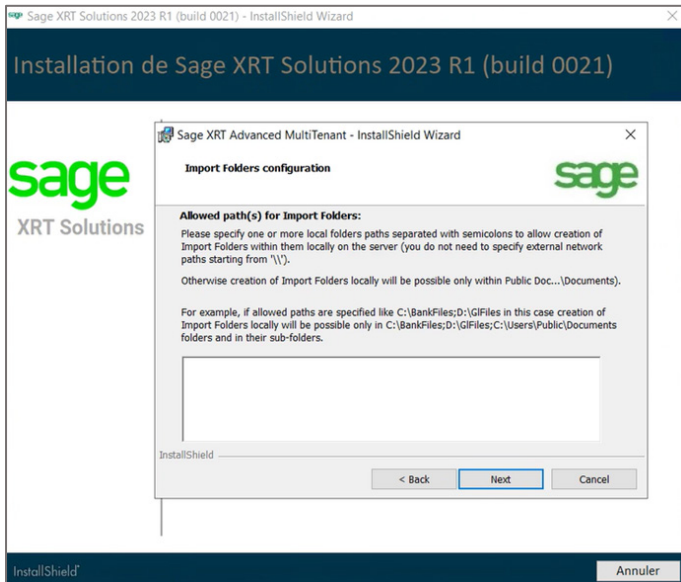 Sage XRT Solutions 2023 R1 (build 0021) - InstallShield Wizard
Installation de Sage XRT Solutions 2023 R1 (build 0021)
sage
XRT Solutions
Sage XRT Advanced MultiTenant - InstallShield Wizard
Import Folders configuration
sage
Allowed path(s) for Import Folders:
Please specify one or more local folders paths separated with semicolons to allow creation of
Import Folders within them locally on the server (you do not need to specify external network
paths starting from '\\').
Otherwise creation of Import Folders locally will be possible only within Public Doc...\Documents).
For example, if allowed paths are specified like C:\BankFiles;D:\GlFiles in this case creation of
Import Folders locally will be possible only in C:\BankFiles;D:\GlFiles;C:\Users\Public\Documents
folders and in their sub-folders.
InstallShield
< Back
Next
Cancel
InstallShield
Annuler